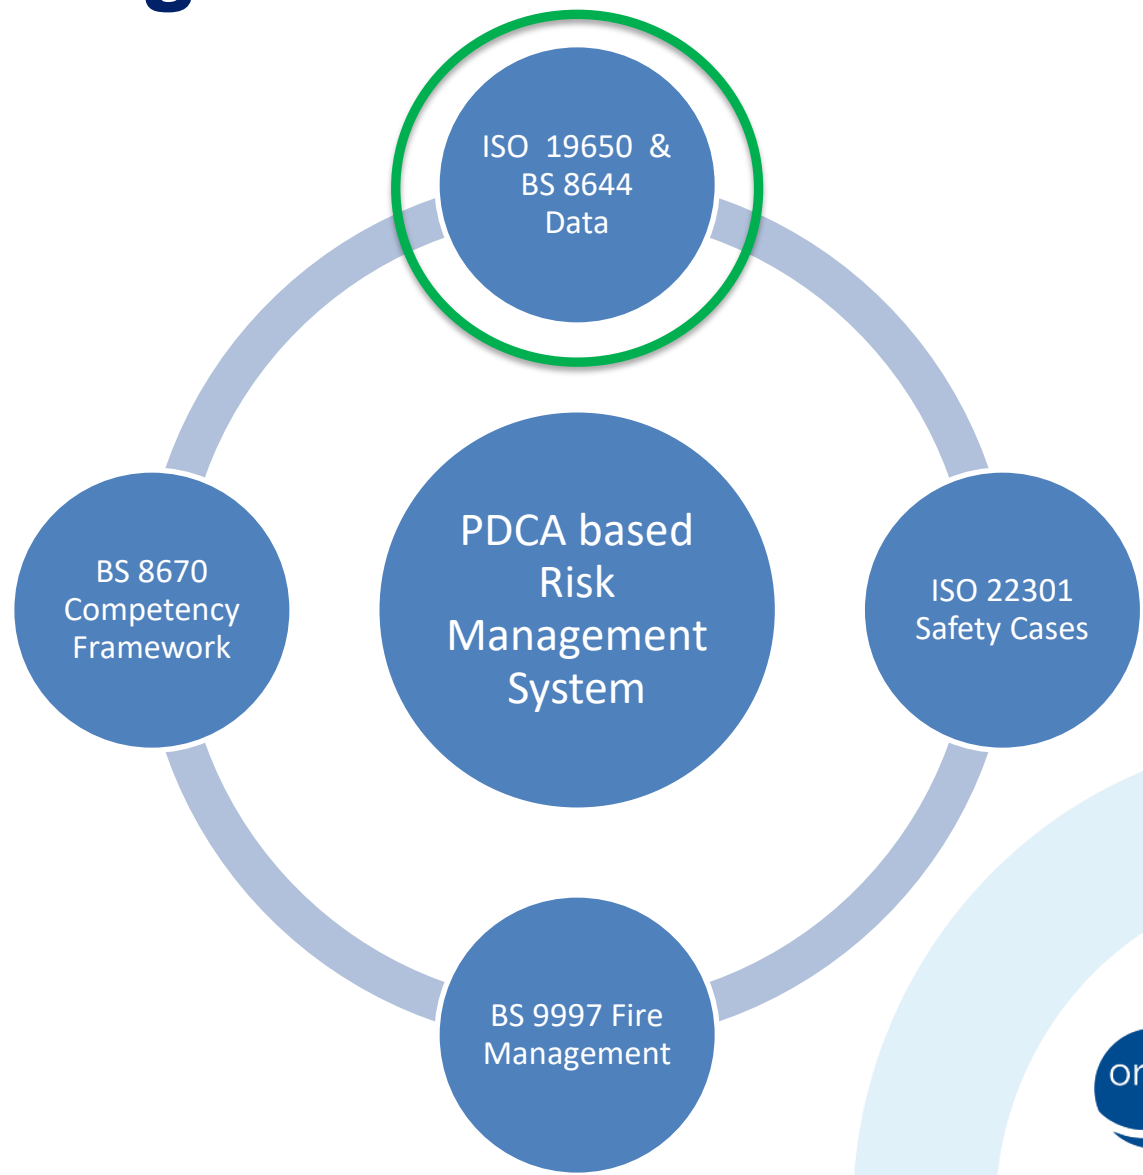 ISO 19650 &
BS 8644
Data
PDCA based
Risk
Management
System
BS 8670
Competency
Framework
ISO 22301
Safety Cases
BS 9997 Fire
Management